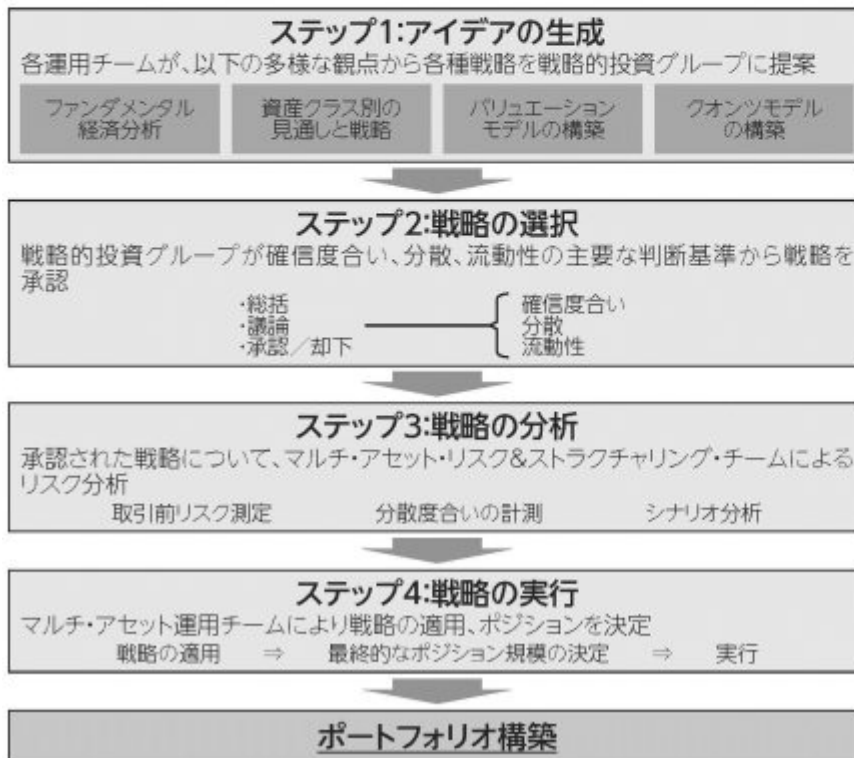 ステップ1:アイデアの生成
各運用チームが、以下の多様な観点から各種戦略を戦略的投資グループに提案
ファンダメンタル
経済分析
資産クラス別の
見通しと戦略
バリュエーション
モデルの構築
クオンツモデル
の構築
ステップ2:戦略の選択
戦略的投資グループが確信度合い、分散、流動性の主要な判断基準から戦略を
承認
・総括
・議論
・承認／却下
確信度合い
分散
流動性
ステップ3:戦略の分析
承認された戦略について、マルチ・アセット・リスク&ストラクチャリング・チームによる
リスク分析
取引前リスク測定 分散度合いの計測 シナリオ分析
ステップ4:戦略の実行
マルチ・アセット運用チームにより戦略の適用、ポジションを決定
戦略の適用 ⇒ 最終的なポジション規模の決定 ⇒ 実行
ポートフォリオ構築